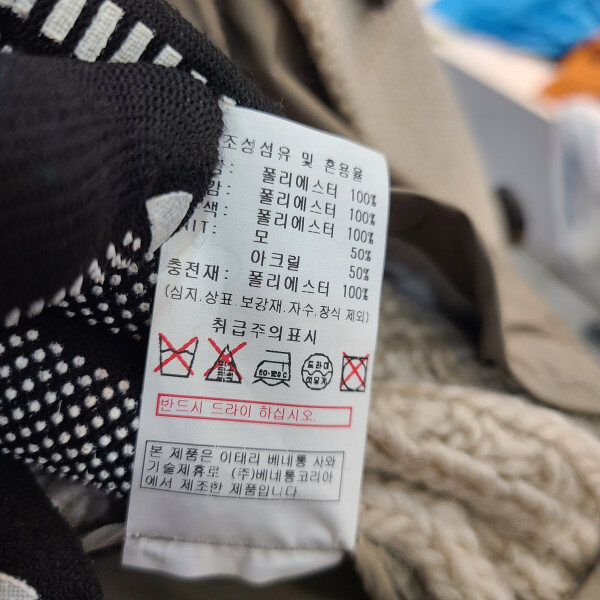 조성섬유 및 혼용율
폴리에스터 100%
감: 폴리에스터 100%
색: 폴리에스터 100%
모 50%
아크릴 50%
충전재: 폴리에스터 100%
(심지,상표 보강재,자수,장식 제외)
취급주의표시
드라이
반드시 드라이 하십시오.
본 제품은 이태리 베네통 사와
기술제휴로 (주)베네통코리아
에서 제조한 제품입니다